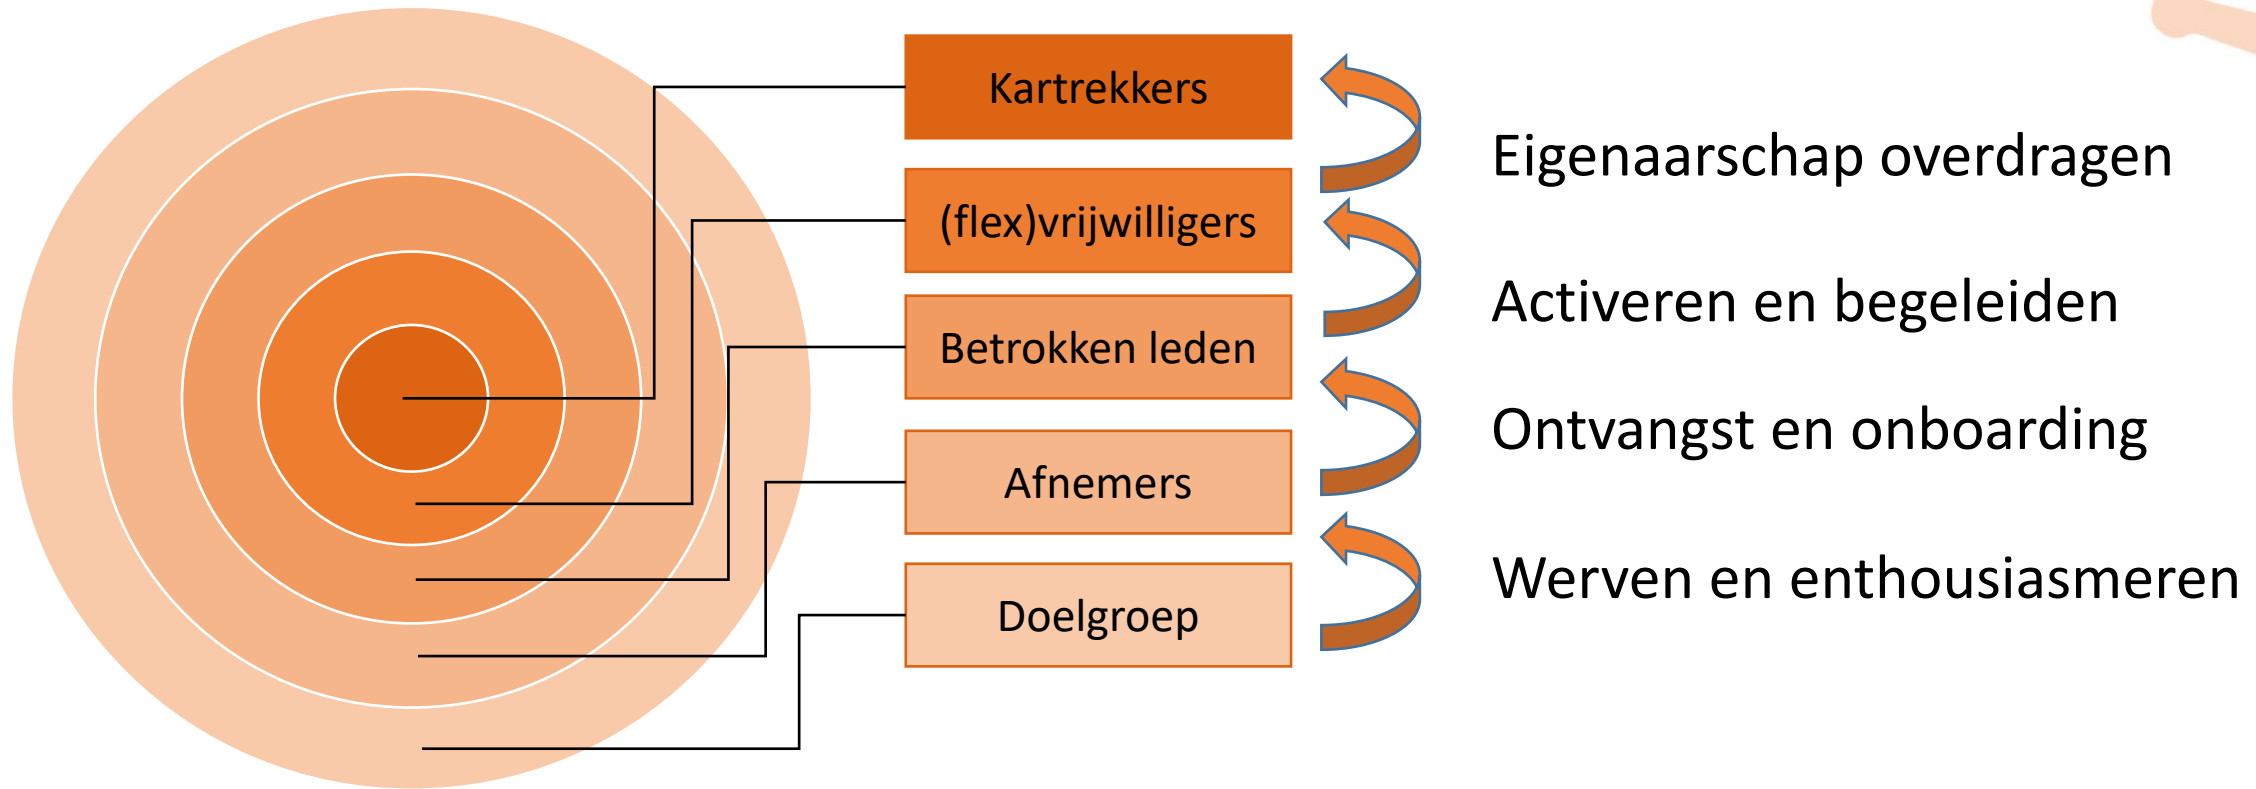 Kartrekkers
(flex)vrijwilligers
Betrokken leden
Afnemers
Doelgroep
Eigenaarschap overdragen
Activeren en begeleiden
Ontvangst en onboarding
Werven en enthousiasmeren